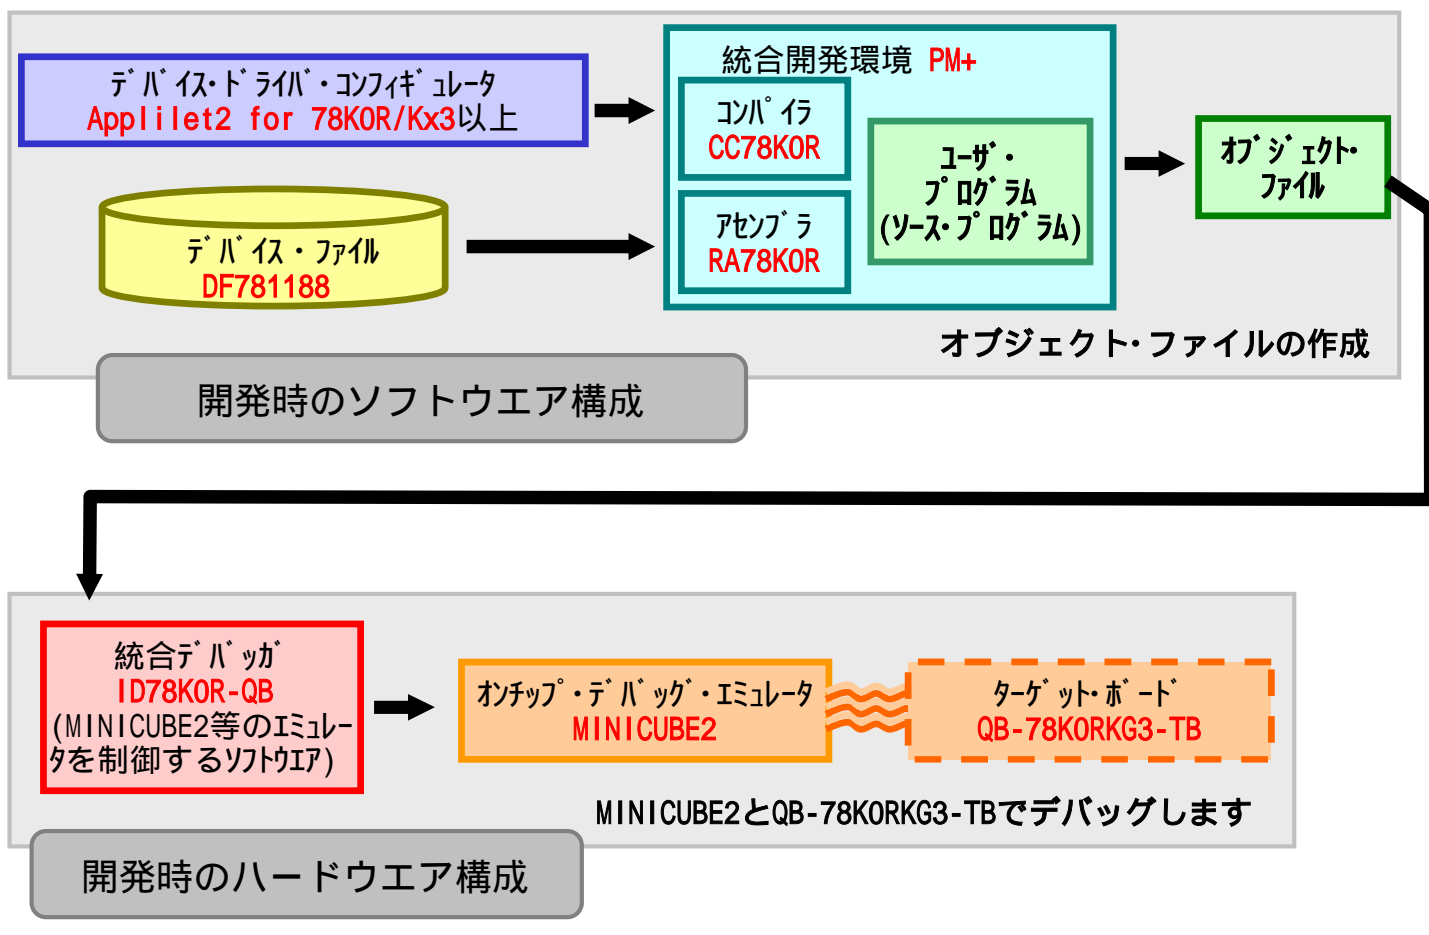 ﾃﾞﾊﾞｲｽ･ﾄﾞﾗｲﾊﾞ･ｺﾝﾌｨｷﾞｭﾚｰﾀ
Applilet2 for 78K0R/Kx3以上
ﾃﾞﾊﾞｲｽ・ﾌｧｲﾙ
DF781188
統合開発環境 PM+
ｺﾝﾊﾟｲﾗ
CC78K0R
ｱｾﾝﾌﾞﾗ
RA78K0R
ﾕｰｻﾞ・
ﾌﾟﾛｸﾞﾗﾑ
(ｿｰｽ･ﾌﾟﾛｸﾞﾗﾑ)
ｵﾌﾞｼﾞｪｸﾄ･
ﾌｧｲﾙ
オブジェクト･ファイルの作成
開発時のソフトウエア構成
統合ﾃﾞﾊﾞｯｶﾞ
ID78K0R-QB
(MINICUBE2等のｴﾐｭﾚｰ
ﾀを制御するｿﾌﾄｳｴｱ)
ｵﾝﾁｯﾌﾟ・ﾃﾞﾊﾞｯｸﾞ・ｴﾐｭﾚｰﾀ
MINICUBE2
ﾀｰｹﾞｯﾄ･ﾎﾞｰﾄﾞ
QB-78K0RKG3-TB
MINICUBE2とQB-78K0RKG3-TBでデバッグします
開発時のハードウエア構成